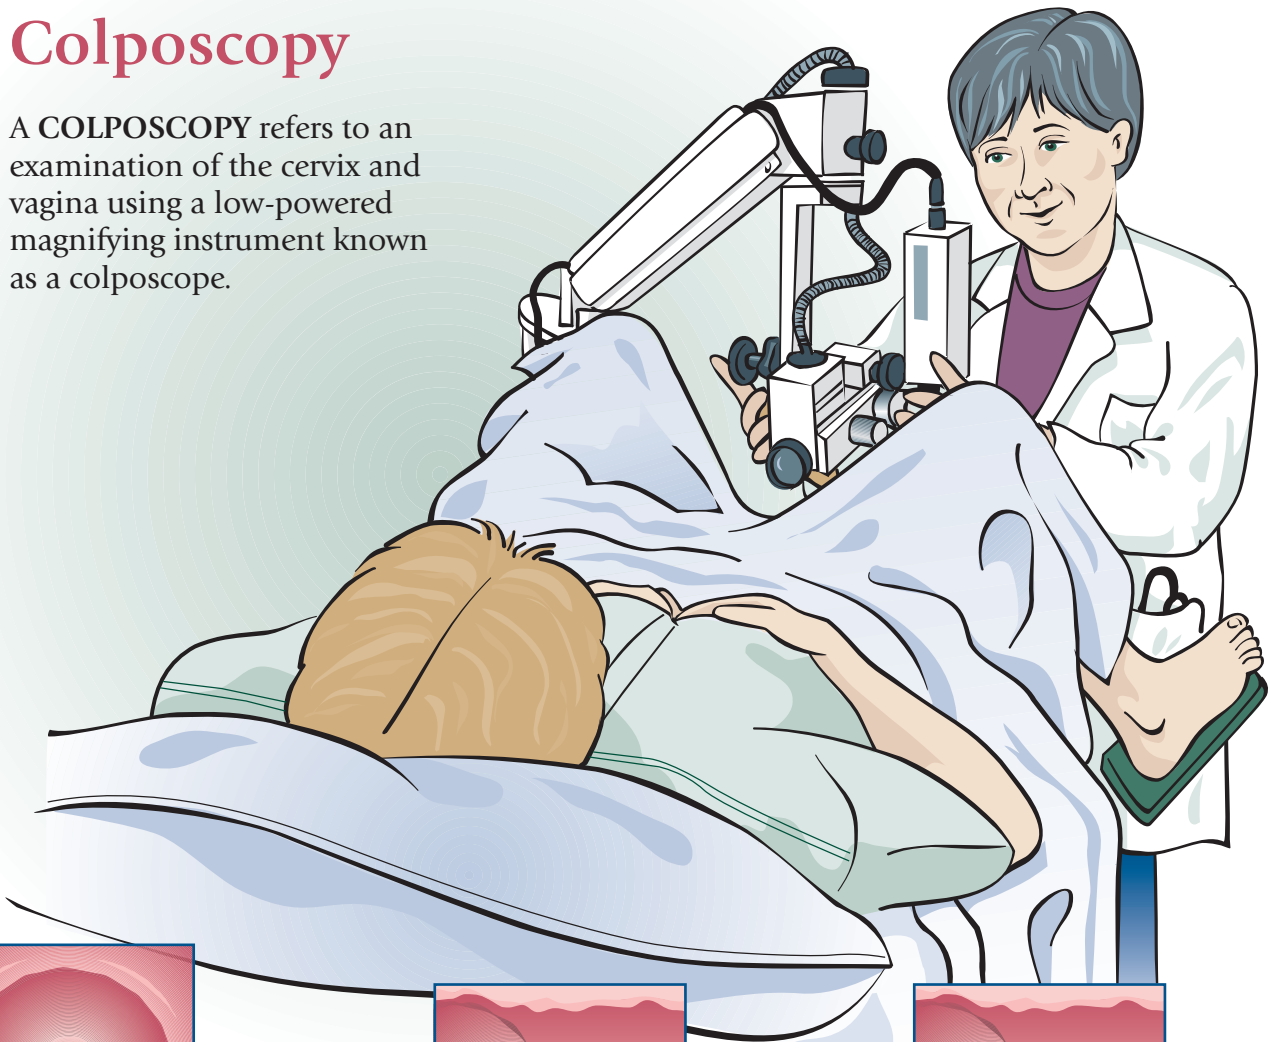 Colposcopy
A COLPOSCOPY refers to an
examination of the cervix and
vagina using a low-powered
magnifying instrument known
as a colposcope.